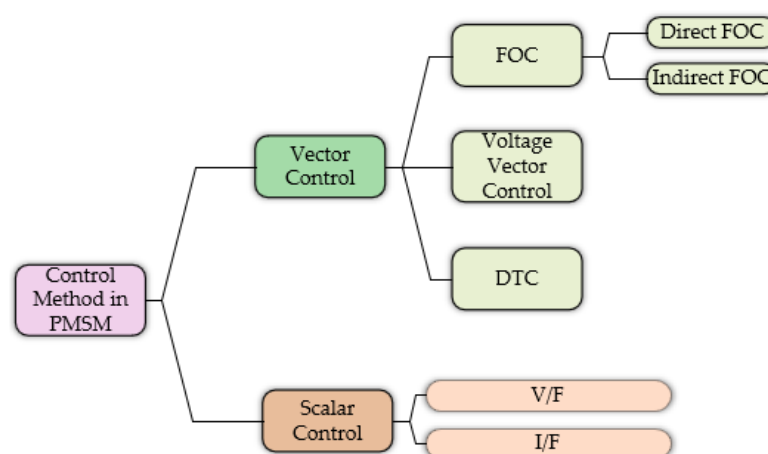 Control
Method in
PMSM
Vector
Control
FOC
Direct FOC
Indirect FOC
Voltage
Vector
Control
DTC
Scalar
Control
V/F
I/F